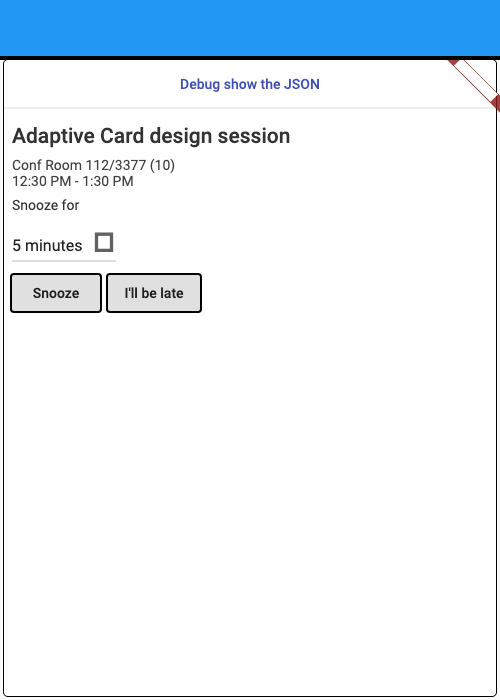 Debug show the JSON
Adaptive Card design session
Conf Room 112/3377 (10)
12:30 PM - 1:30 PM
Snooze for
5 minutes
Snooze
I'll be late